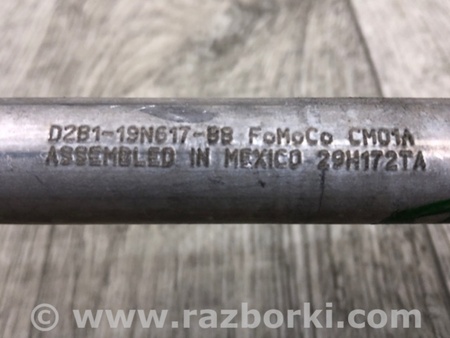 D2B1-19N617-BB FoMoCo CM01A
ASSEMBLED IN MEXICO 29H172TA
© www.razborki.com